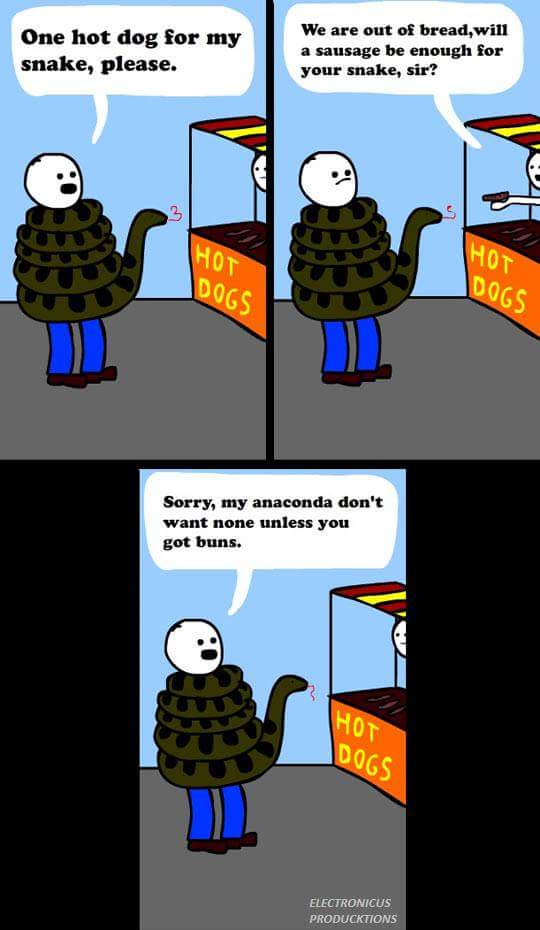 One hot dog for my
snake, please.
HOT
DOGS
We are out of bread,will
a sausage be enough for
your snake, sir?
HOT
DOGS
Sorry, my anaconda don't
want none unless you
got buns.
HOT
DOGS
ELECTRONICUS
PRODUCKTIONS